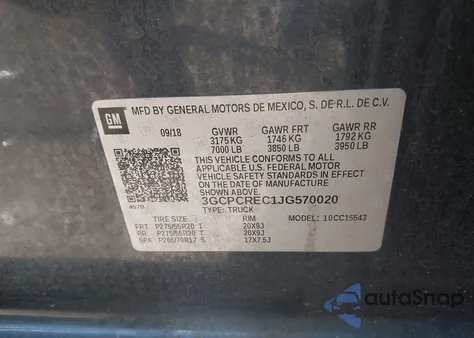 MFD BY GENERAL MOTORS DE MEXICO, S. DE R.L. DE C.V.
GM
09/18 GVWR GAWR FRT GAWR RR
3175 KG 1746 KG 1792 KG
7000 LB 3850 LB 3950 LB
THIS VEHICLE CONFORMS TO ALL APPLICABLE
U.S. FEDERAL MOTOR VEHICLE SAFETY AND
THEFT PREVENTION STANDARDS IN EFFECT
ON THE DATE OF MANUFACTURE
SHOWN ABOVE.
3GCPCREC1JG570020
TYPE: TRUCK
MODEL: 10CC15543
TIRE SIZE RIM
FRT P275/55R20 T 20X9J
RR P275/55R20 T 20X9J
SPA P265/70R17 S 17X7.5J
autoSnap